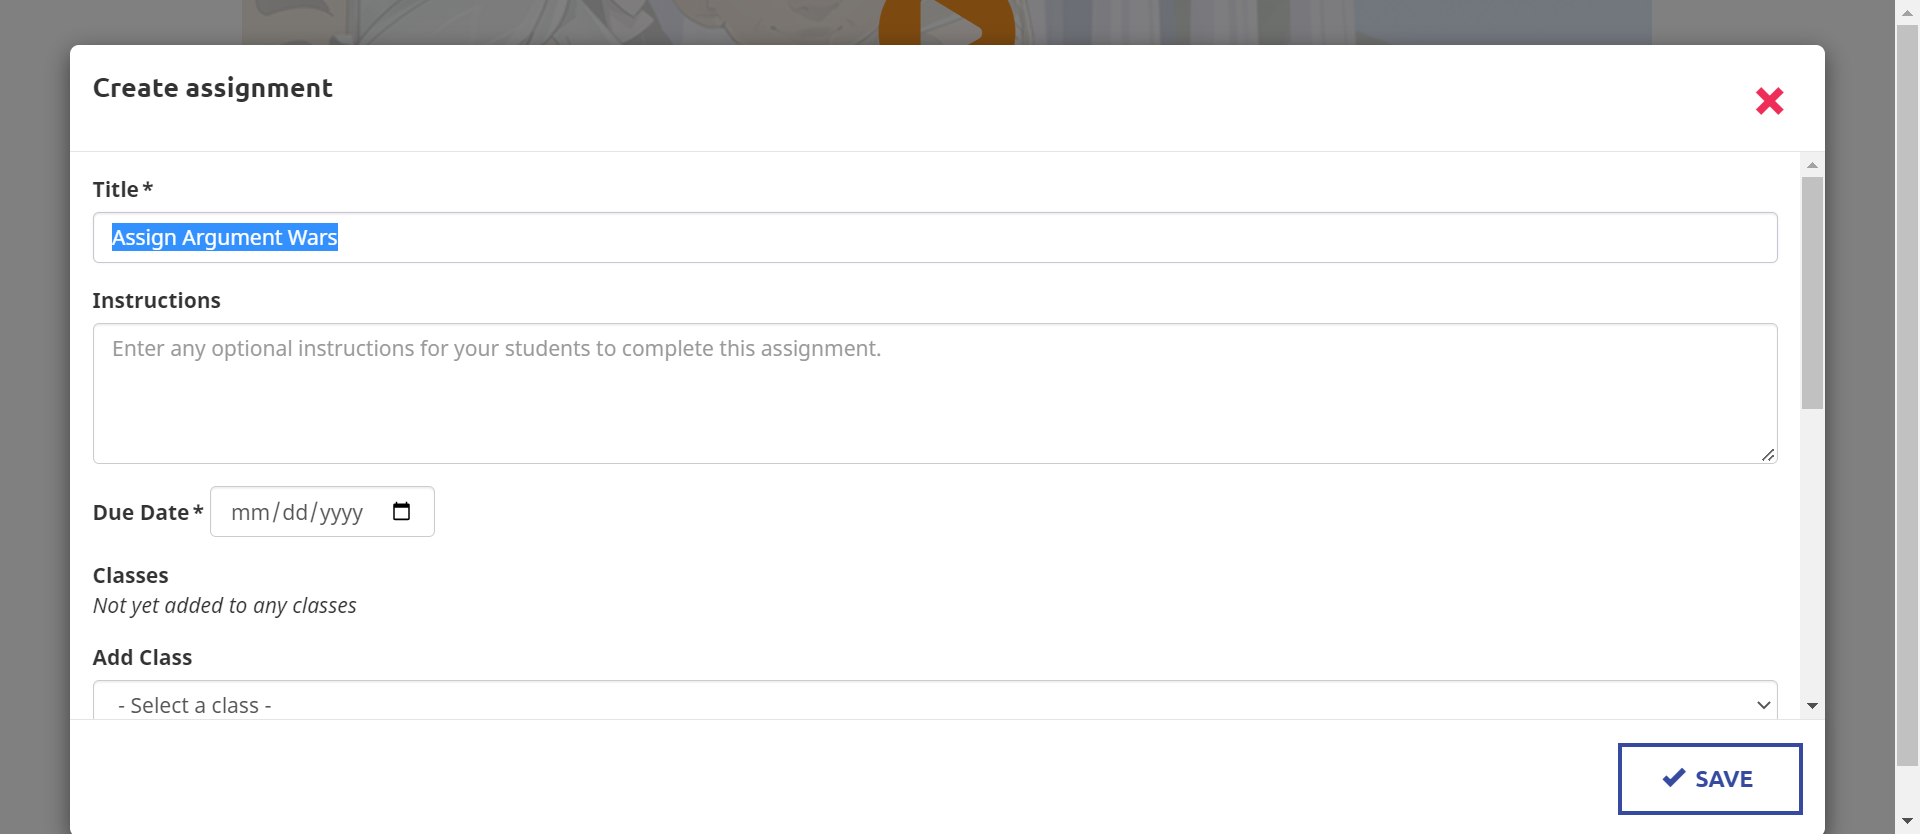 Create assignment
Title*
Assign Argument Wars
Instructions
Enter any optional instructions for your students to complete this assignment.
Due Date* mm/dd/yyyy
Classes
Not yet added to any classes
Add Class
- Select a class -
SAVE